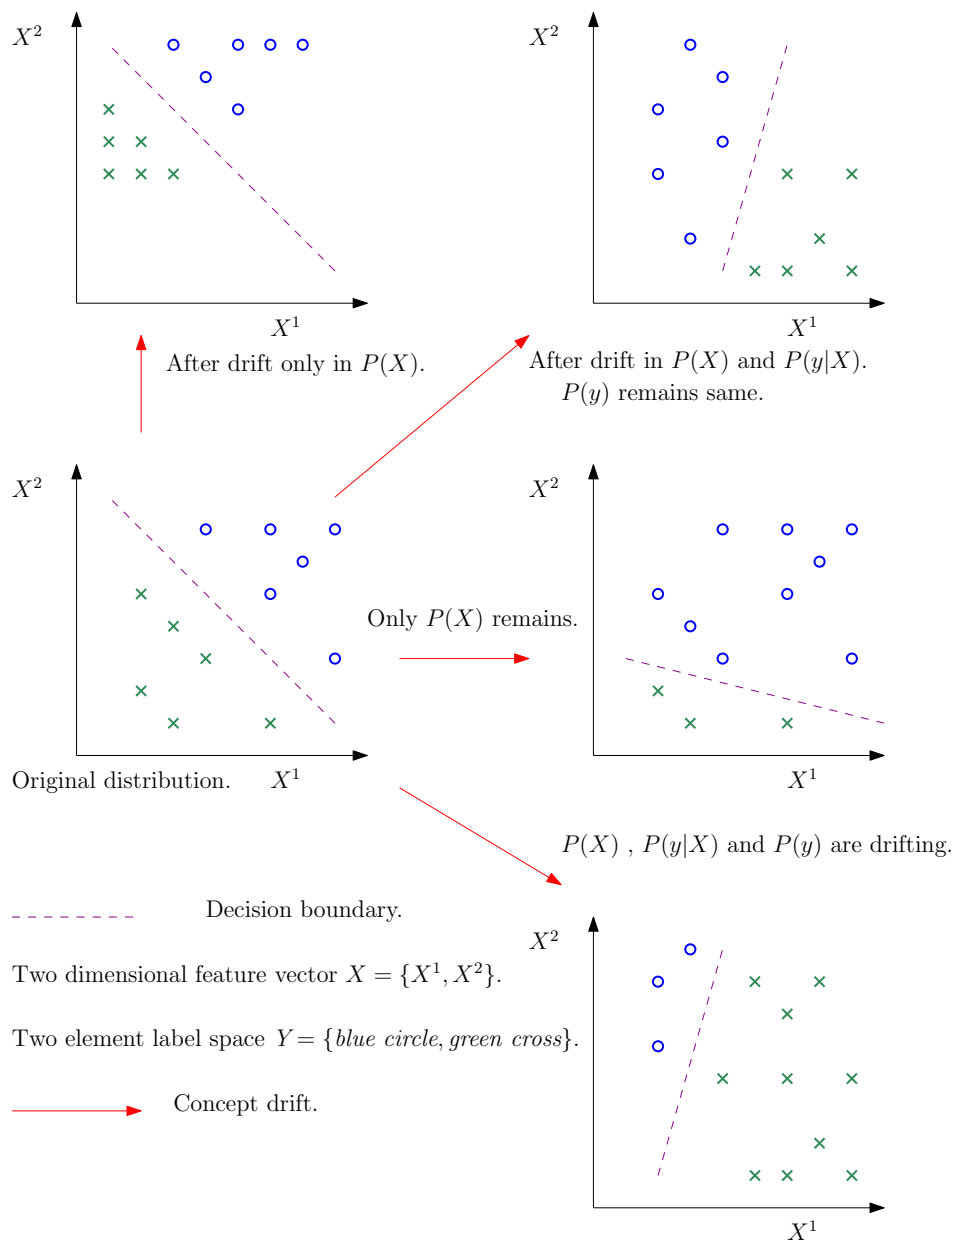 X²
X²
X¹
X¹
After drift only in P(X).
After drift in P(X) and P(y|X).
P(y) remains same.
X²
X²
Only P(X) remains.
Original distribution.
X¹
X¹
P(X) , P(y|X) and P(y) are drifting.
Decision boundary.
X²
Two dimensional feature vector X = {X¹, X²}.
Two element label space Y = {blue circle, green cross}.
Concept drift.
X¹